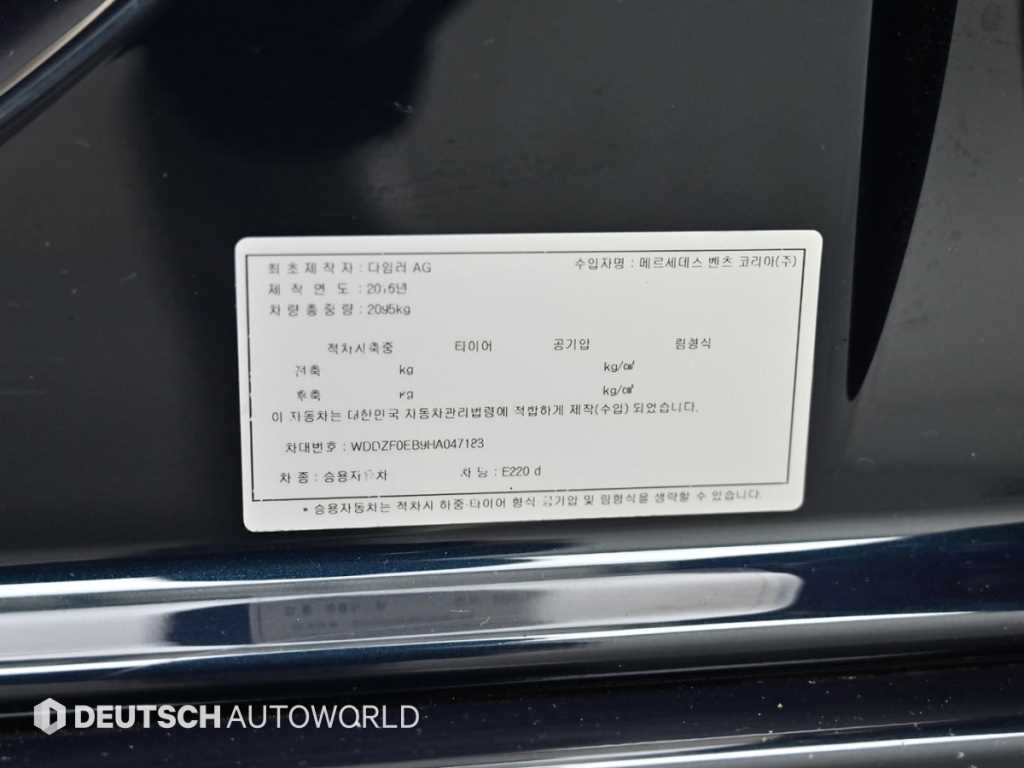 최초제작자 : 다임러 AG 수입자명 : 메르세데스 벤츠 코리아(주)
제작연도 : 2016년
차량총중량 : 2095kg
적차시축중 타이어 공기압 림형식
전축 kg kg/㎠
후축 kg kg/㎠
이 자동차는 대한민국 자동차관리법령에 적합하게 제작(수입) 되었습니다.
차대번호 : WDDZF0EB9HA047123
차종 : 승용자동차 차명 : E220 d
* 승용자동차는 적차시 하중·타이어 형식·공기압 및 림형식을 생략할 수 있습니다.
DEUTSCH AUTOWORLD